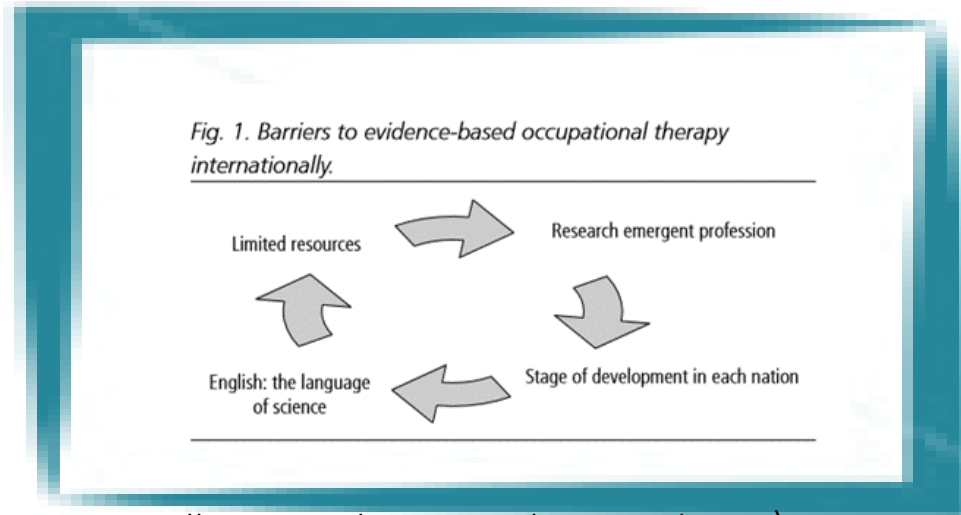 Fig. 1. Barriers to evidence-based occupational therapy
internationally.
Limited resources
Research emergent profession
Stage of development in each nation
English: the language
of science